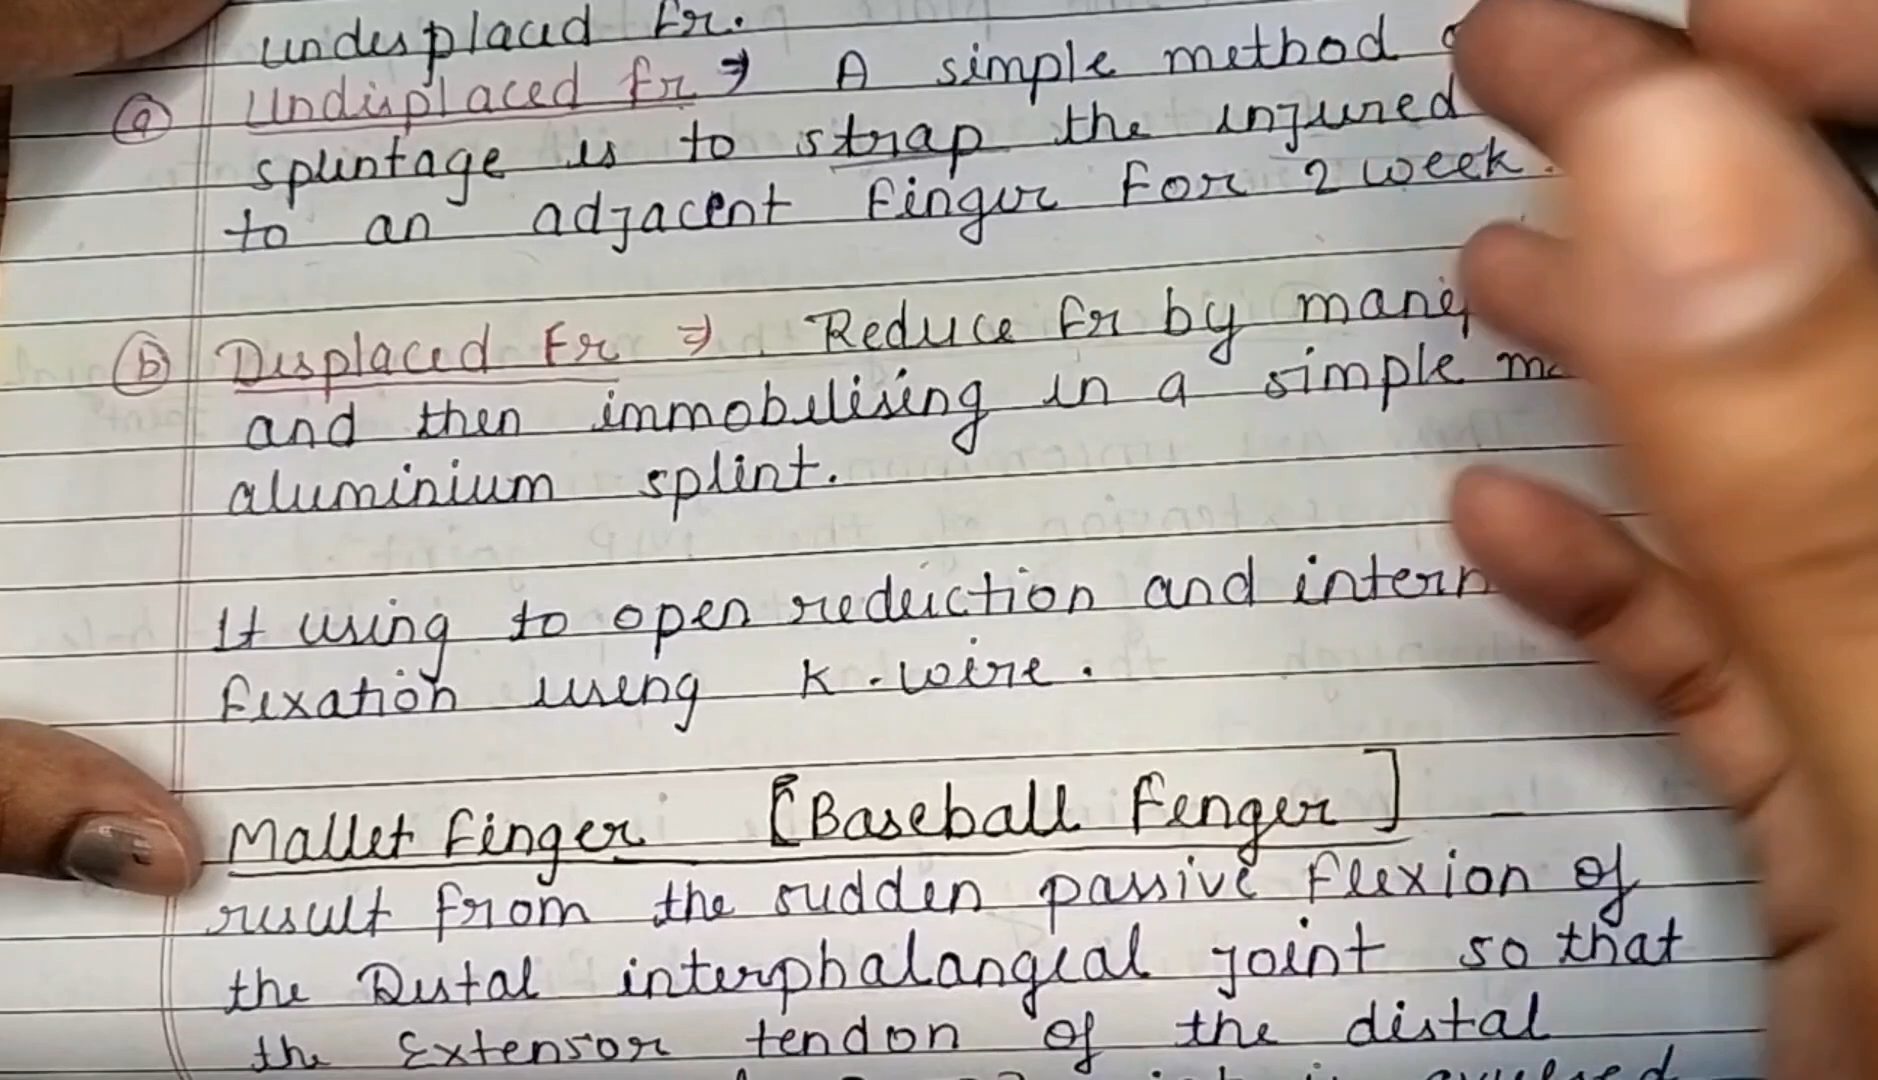 undisplaced fr.
ⓐ Undisplaced fr ⇒ A simple method
splintage is to strap the injured
to an adjacent finger for 2 week.
ⓑ Displaced fr ⇒ Reduce fr by
and then immobilising in a simple
aluminium splint.
It using to open reduction and
fixation using K-wire.
Mallet finger [Baseball finger]
result from the sudden passive flexion of
the Distal interphalangeal joint so that
the Extensor tendon of the distal